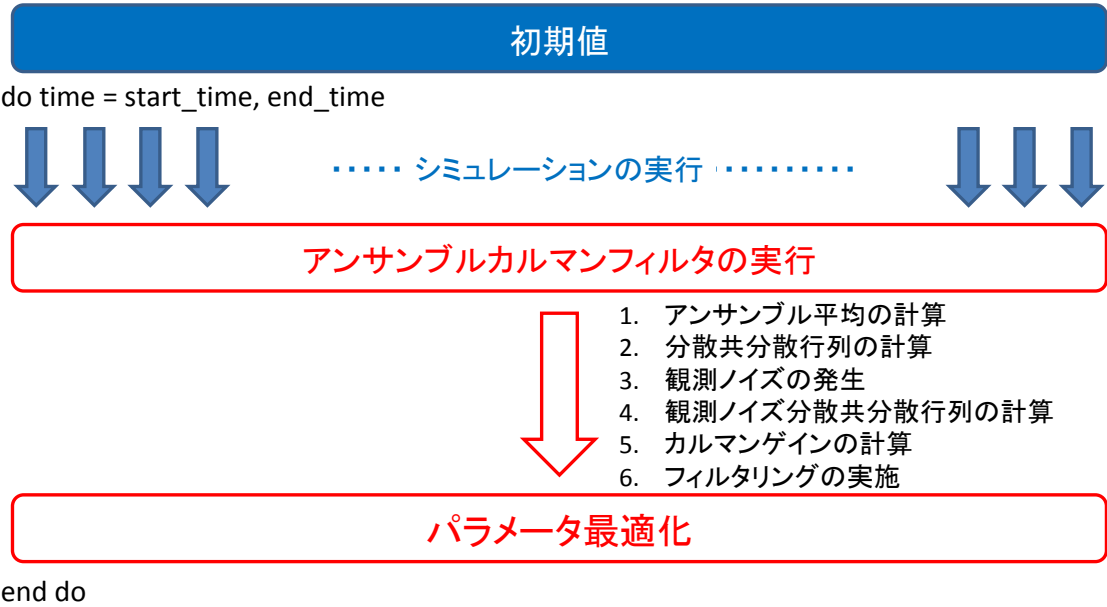 初期値
do time = start_time, end_time
····· シミュレーションの実行 ··········
アンサンブルカルマンフィルタの実行
1. アンサンブル平均の計算
2. 分散共分散行列の計算
3. 観測ノイズの発生
4. 観測ノイズ分散共分散行列の計算
5. カルマンゲインの計算
6. フィルタリングの実施
パラメータ最適化
end do